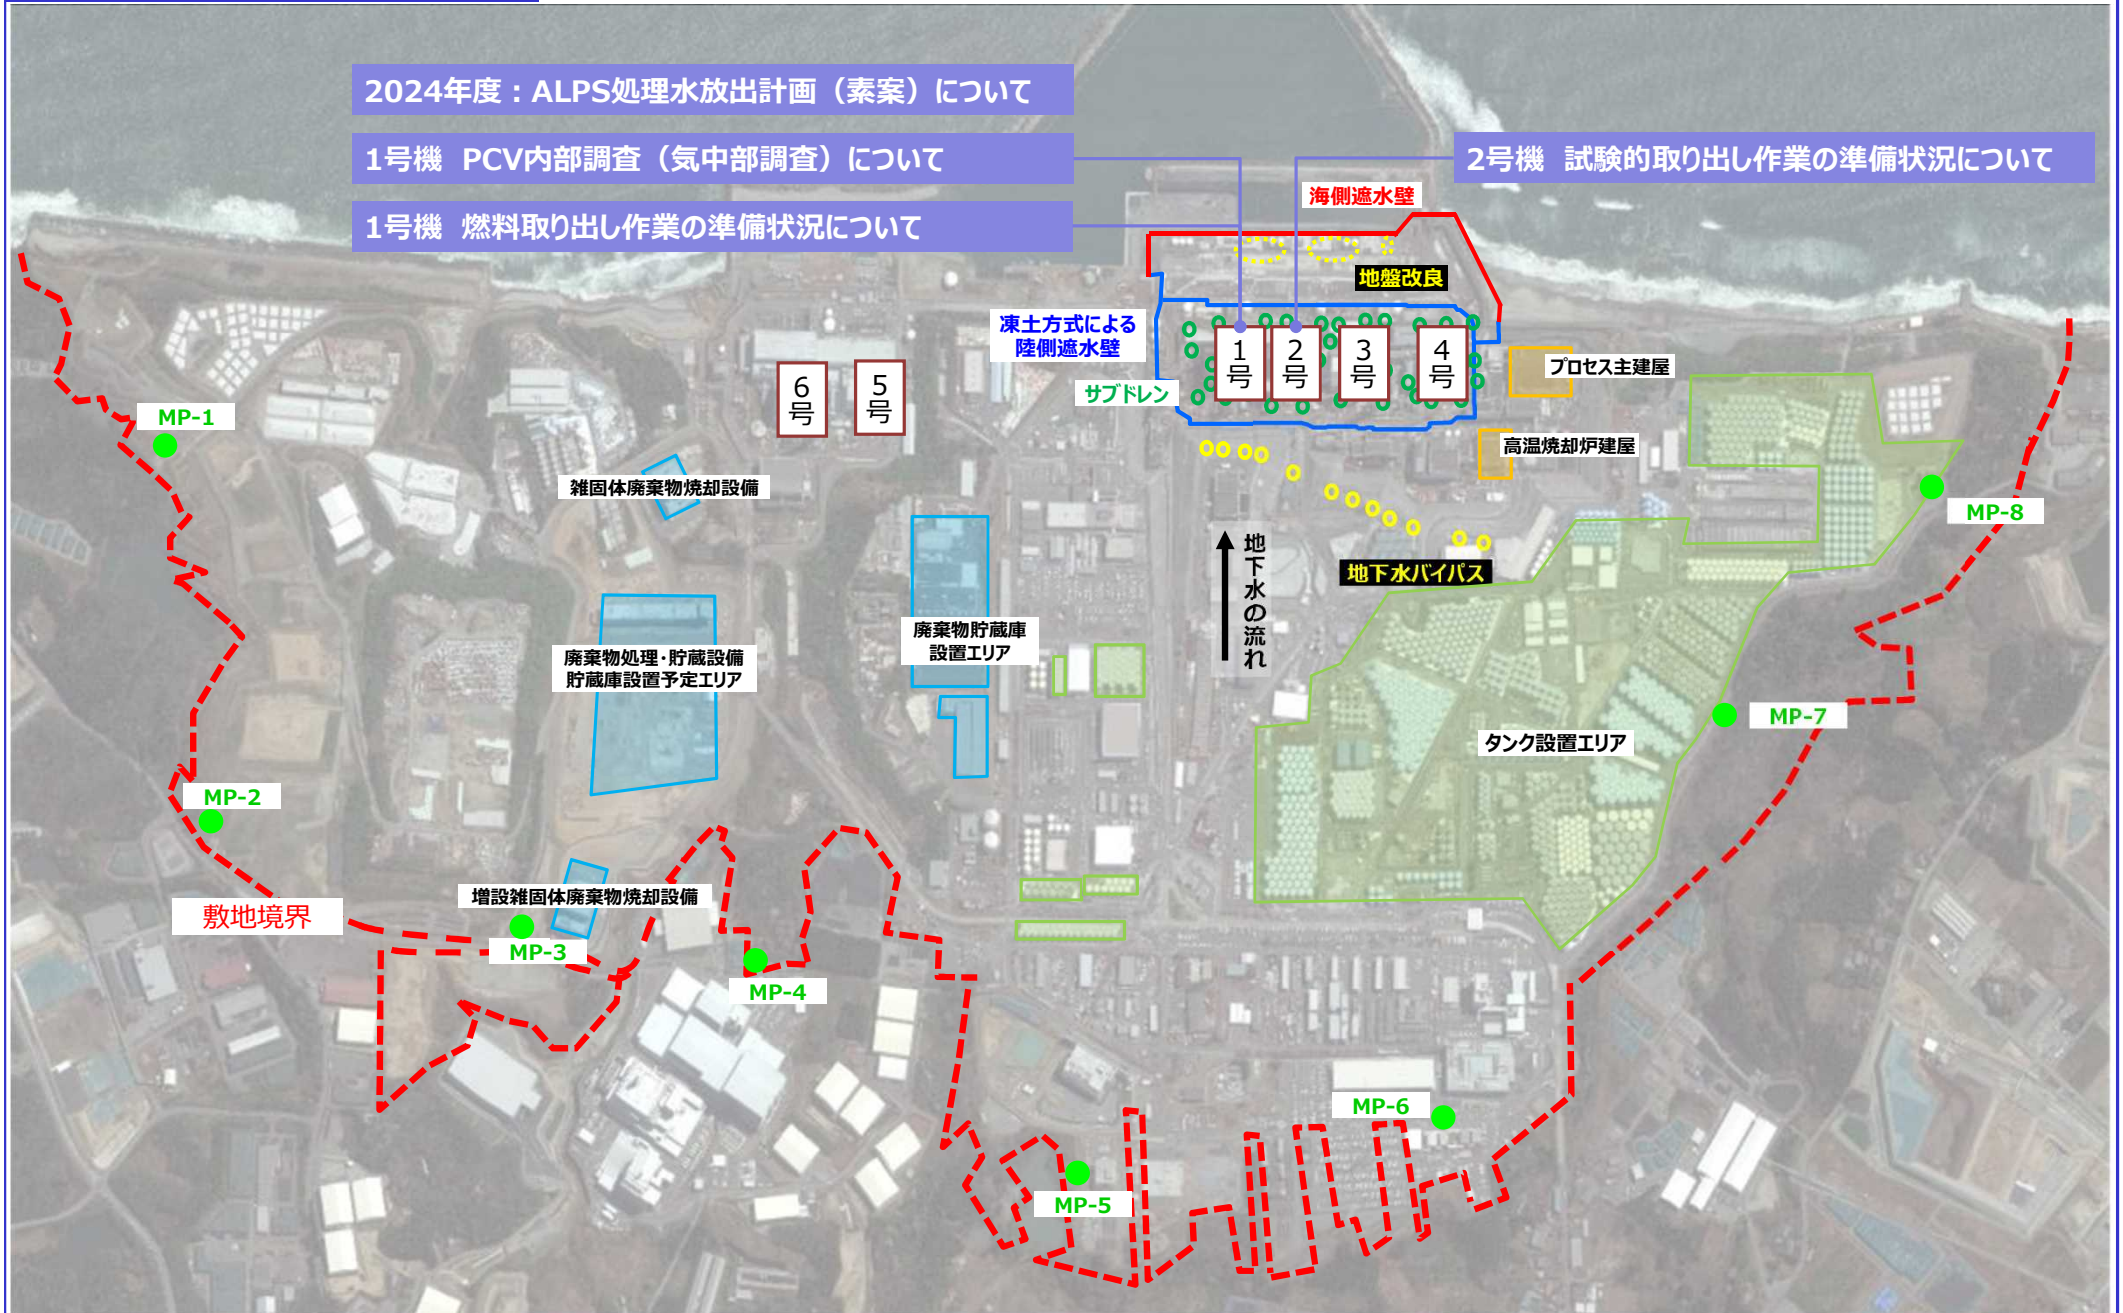 2024年度：ALPS処理水放出計画（素案）について
1号機　PCV内部調査（気中部調査）について
2号機　試験的取り出し作業の準備状況について
1号機　燃料取り出し作業の準備状況について
海側遮水壁
地盤改良
凍土方式による
陸側遮水壁
サブドレン
1号
2号
3号
4号
プロセス主建屋
6号
5号
MP-1
高温焼却炉建屋
雑固体廃棄物焼却設備
MP-8
地下水の流れ
地下水バイパス
廃棄物貯蔵庫
設置エリア
廃棄物処理・貯蔵設備
貯蔵庫設置予定エリア
MP-7
タンク設置エリア
MP-2
増設雑固体廃棄物焼却設備
敷地境界
MP-3
MP-4
MP-6
MP-5